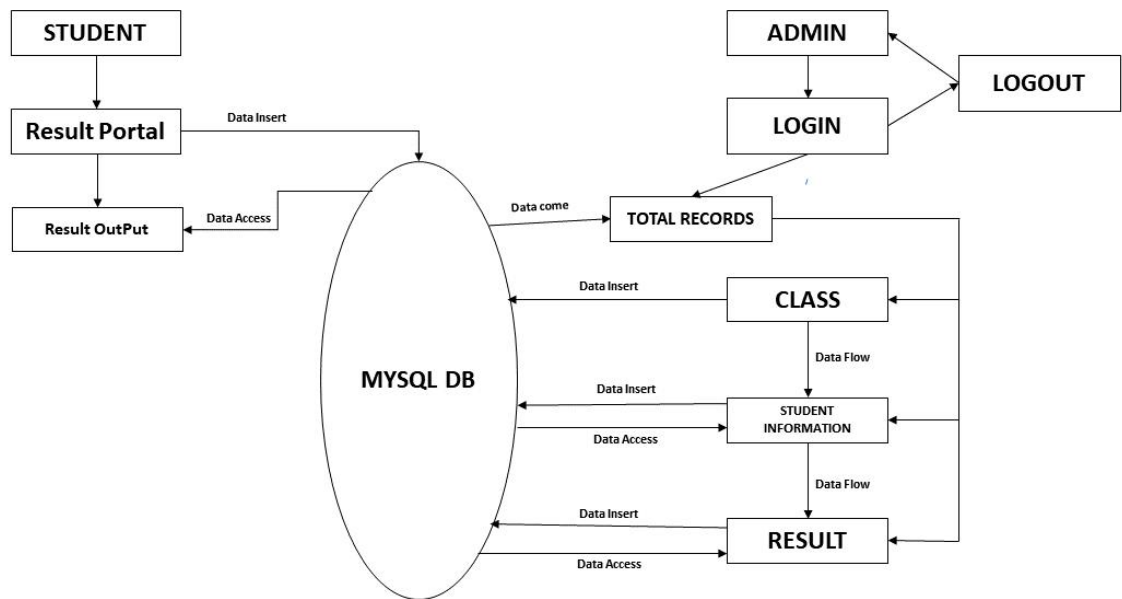 STUDENT
ADMIN
LOGOUT
Result Portal
Data Insert
LOGIN
Result OutPut
Data Access
Data come
TOTAL RECORDS
Data Insert
CLASS
Data Flow
MYSQL DB
Data Insert
STUDENT
INFORMATION
Data Access
Data Flow
Data Insert
RESULT
Data Access